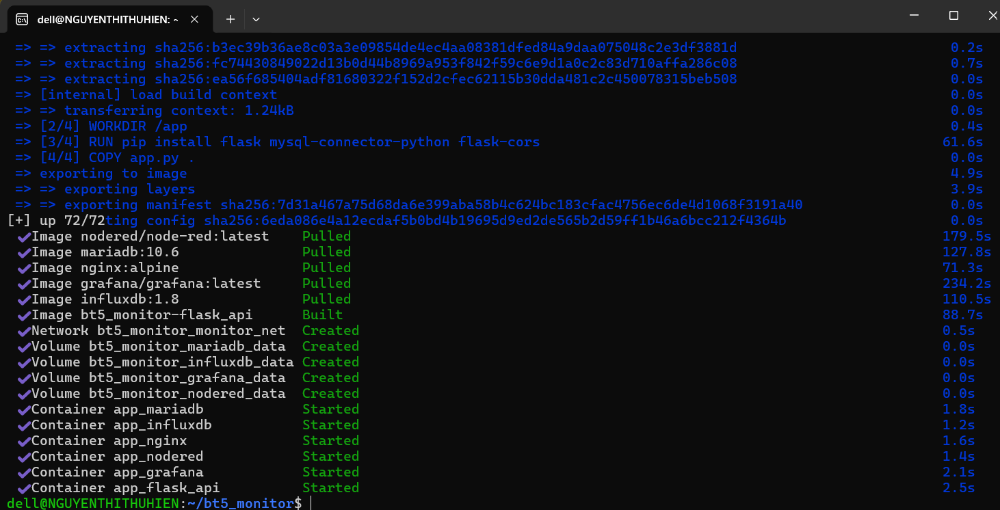 dell@NGUYENTHITHUHIEN: ~
=> => extracting sha256:b3ec39b36ae8c03a3e09854de4ec4aa08381dfed84a9daa075048c2e3df3881d 0.2s
=> => extracting sha256:fc74430849022d13b0d44b8969a953f842f59c6e9d1a0c2c83d710affa286c08 0.7s
=> => extracting sha256:ea56f685404adf81680322f152d2cfec62115b30dda481c2c450078315beb508 0.0s
=> [internal] load build context 0.0s
=> => transferring context: 1.24kB 0.0s
=> [2/4] WORKDIR /app 0.4s
=> [3/4] RUN pip install flask mysql-connector-python flask-cors 61.6s
=> [4/4] COPY app.py . 0.0s
=> exporting to image 4.9s
=> => exporting layers 3.9s
=> => exporting manifest sha256:7d31a467a75d68da6e399aba58b4c624bc183cfac4756ec6de4d1068f3191a40 0.0s
[+] up 72/72ting config sha256:6eda086e4a12ecdaf5b0bd4b19695d9ed2de565b2d59ff1b46a6bcc212f4364b 0.0s
✔Image nodered/node-red:latest Pulled 179.5s
✔Image mariadb:10.6 Pulled 127.8s
✔Image nginx:alpine Pulled 71.3s
✔Image grafana/grafana:latest Pulled 234.2s
✔Image influxdb:1.8 Pulled 110.5s
✔Image bt5_monitor-flask_api Built 88.7s
✔Network bt5_monitor_monitor_net Created 0.5s
✔Volume bt5_monitor_mariadb_data Created 0.0s
✔Volume bt5_monitor_influxdb_data Created 0.0s
✔Volume bt5_monitor_grafana_data Created 0.0s
✔Volume bt5_monitor_nodered_data Created 0.0s
✔Container app_mariadb Started 1.8s
✔Container app_influxdb Started 1.2s
✔Container app_nginx Started 1.6s
✔Container app_nodered Started 1.4s
✔Container app_grafana Started 2.1s
✔Container app_flask_api Started 2.5s
dell@NGUYENTHITHUHIEN:~/bt5_monitor$